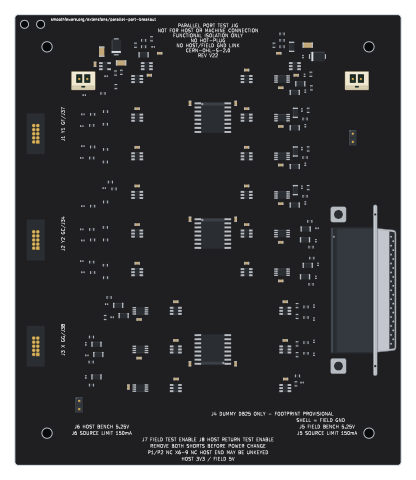 smoothieware.org/extensions/parallel-port-breakout
PARALLEL PORT TEST JIG
NOT FOR HOST OR MACHINE CONNECTION
FUNCTIONAL ISOLATION ONLY
NO HOT-PLUG
NO HOST/FIELD GND LINK
CERN-OHL-S-2.0
REV V22
J1 Y1 G7/J37
J2 Y2 GE/J34
J3 X GG/J38
J4 DUMMY DB25 ONLY - FOOTPRINT PROVISIONAL
SHELL = FIELD GND
J6 HOST BENCH 5.25V
J6 SOURCE LIMIT 150mA
J5 FIELD BENCH 5.25V
J5 SOURCE LIMIT 150mA
J7 FIELD TEST ENABLE J8 HOST RETURN TEST ENABLE
REMOVE BOTH SHORTS BEFORE POWER CHANGE
P1/P2 NC X6-9 NC HOST END MAY BE UNKEYED
HOST 3V3 / FIELD 5V